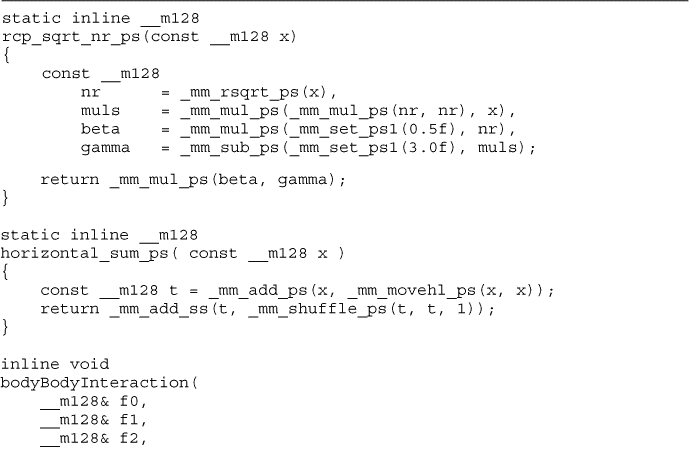 static inline __m128
rcp_sqrt_nr_ps(const __m128 x)
{
    const __m128
        nr      = _mm_rsqrt_ps(x),
        muls    = _mm_mul_ps(_mm_mul_ps(nr, nr), x),
        beta    = _mm_mul_ps(_mm_set_ps1(0.5f), nr),
        gamma   = _mm_sub_ps(_mm_set_ps1(3.0f), muls);
    return _mm_mul_ps(beta, gamma);
}
static inline __m128
horizontal_sum_ps( const __m128 x )
{
    const __m128 t = _mm_add_ps(x, _mm_movehl_ps(x, x));
    return _mm_add_ss(t, _mm_shuffle_ps(t, t, 1));
}
inline void
bodyBodyInteraction(
    __m128& f0,
    __m128& f1,
    __m128& f2,